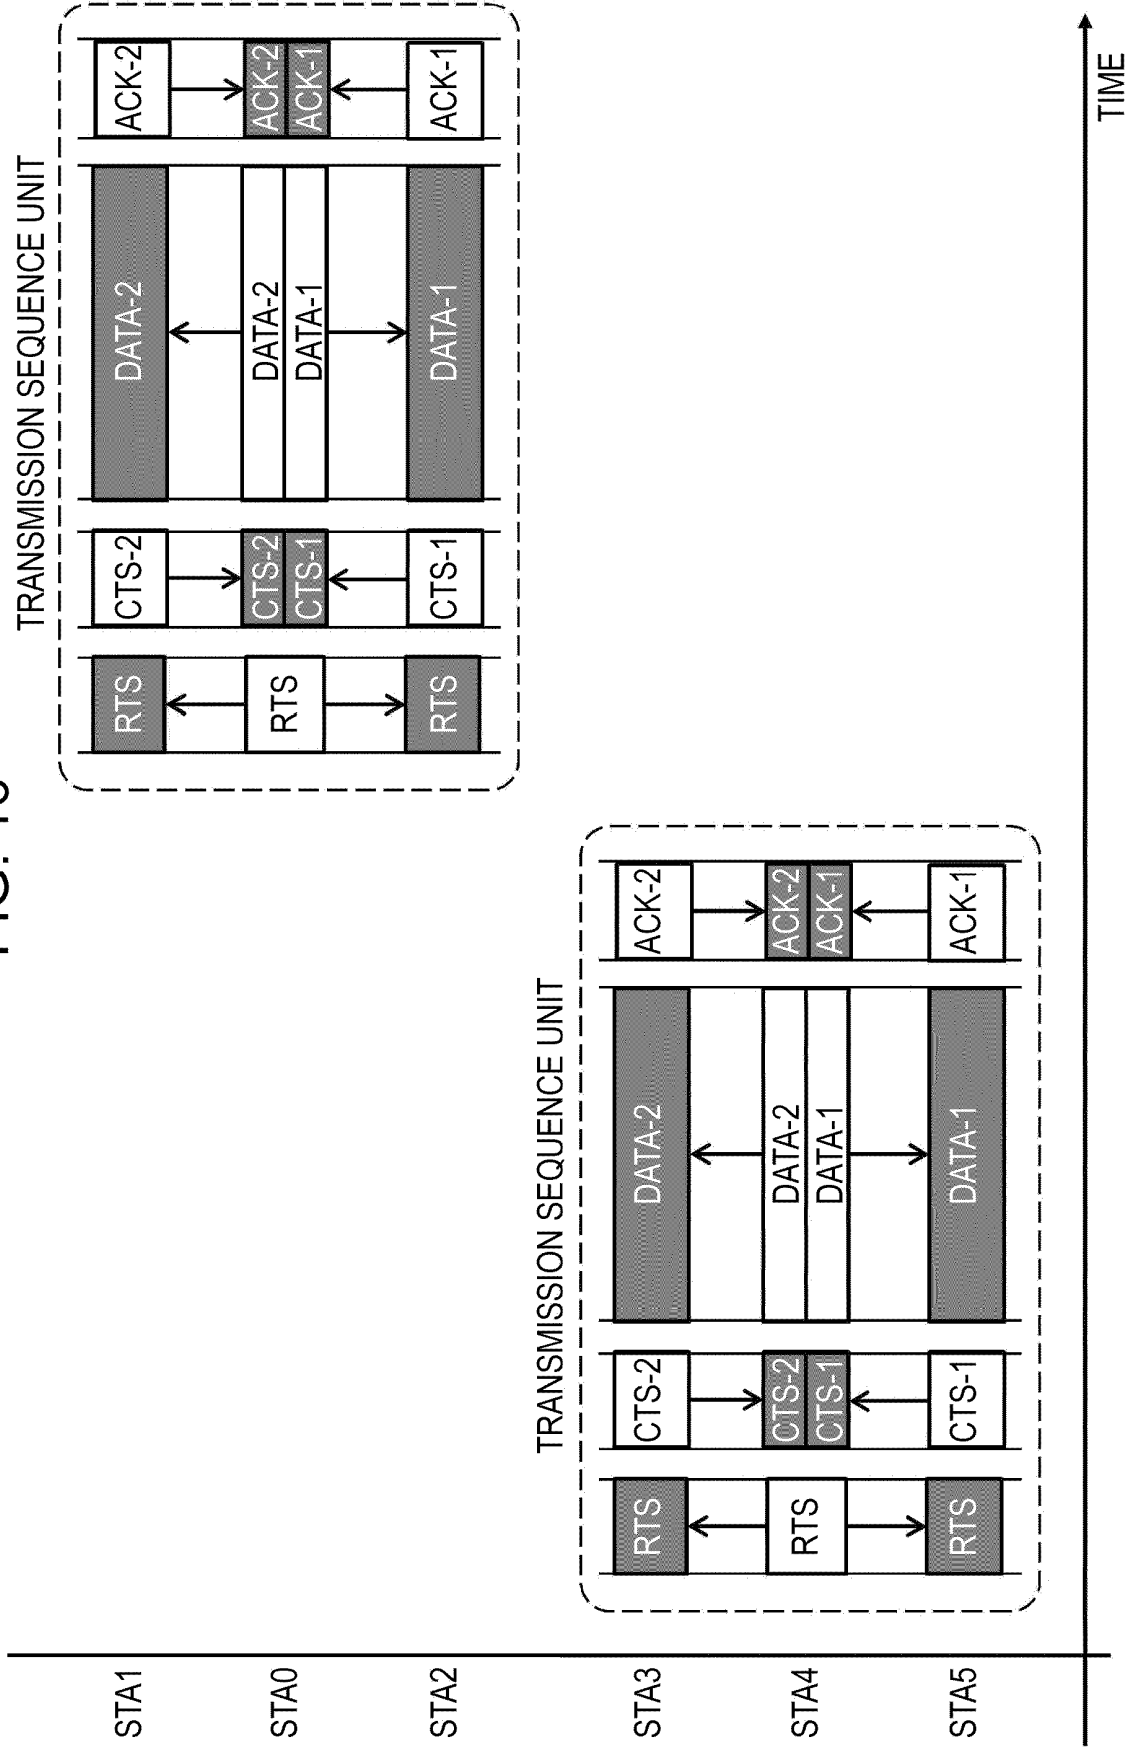 FIG.
TRANSMISSION SEQUENCE UNIT
STA1
RTS
CTS-2
DATA-2
ACK-2
STA0
RTS
CTS-2
CTS-1
DATA-2
DATA-1
ACK-2
ACK-1
STA2
RTS
CTS-1
DATA-1
ACK-1
TRANSMISSION SEQUENCE UNIT
STA3
RTS
CTS-2
DATA-2
ACK-2
STA4
RTS
CTS-2
CTS-1
DATA-2
DATA-1
ACK-2
ACK-1
STA5
RTS
CTS-1
DATA-1
ACK-1
TIME